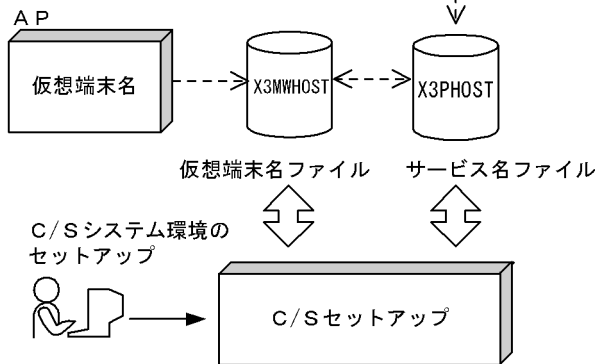 ＡＰ
仮想端末名
X3MWHOST
X3PHOST
仮想端末名ファイル
サービス名ファイル
Ｃ/Ｓシステム環境の
セットアップ
Ｃ/Ｓセットアップ